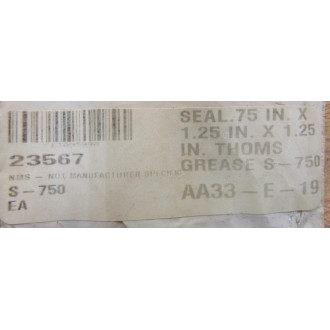 23567
NMS - NOT MANUFACTURER SPECIFIC
S-750
EA
SEAL.75 IN. X
1.25 IN. X 1.25
IN. THOMS
GREASE S-750
AA33-E-19